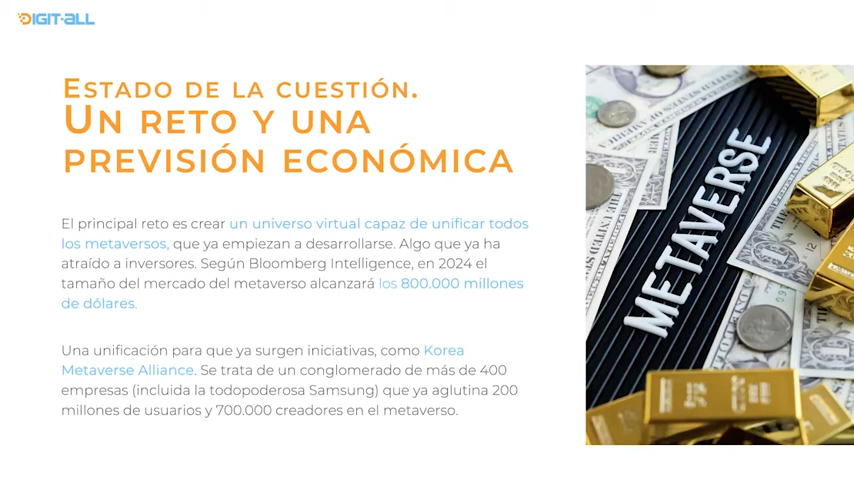 DIGIT-ALL
Estado de la cuestión.
Un reto y una
previsión económica
El principal reto es crear un universo virtual capaz de unificar todos
los metaversos, que ya empiezan a desarrollarse. Algo que ya ha
atraído a inversores. Según Bloomberg Intelligence, en 2024 el
tamaño del mercado del metaverso alcanzará los 800.000 millones
de dólares.
Una unificación para que ya surgen iniciativas, como Korea
Metaverse Alliance. Se trata de un conglomerado de más de 400
empresas (incluida la todopoderosa Samsung) que ya aglutina 200
millones de usuarios y 700.000 creadores en el metaverso.
METAVERSE